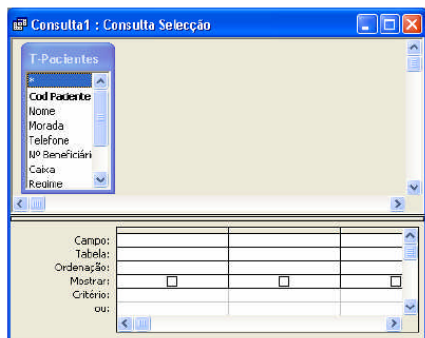 Consulta1 : Consulta Selecção
T-Pacientes
*
Cod Paciente
Nome
Morada
Telefone
Nº Beneficiári
Caixa
Regime
Campo:
Tabela:
Ordenação:
Mostrar:
Critério:
ou: